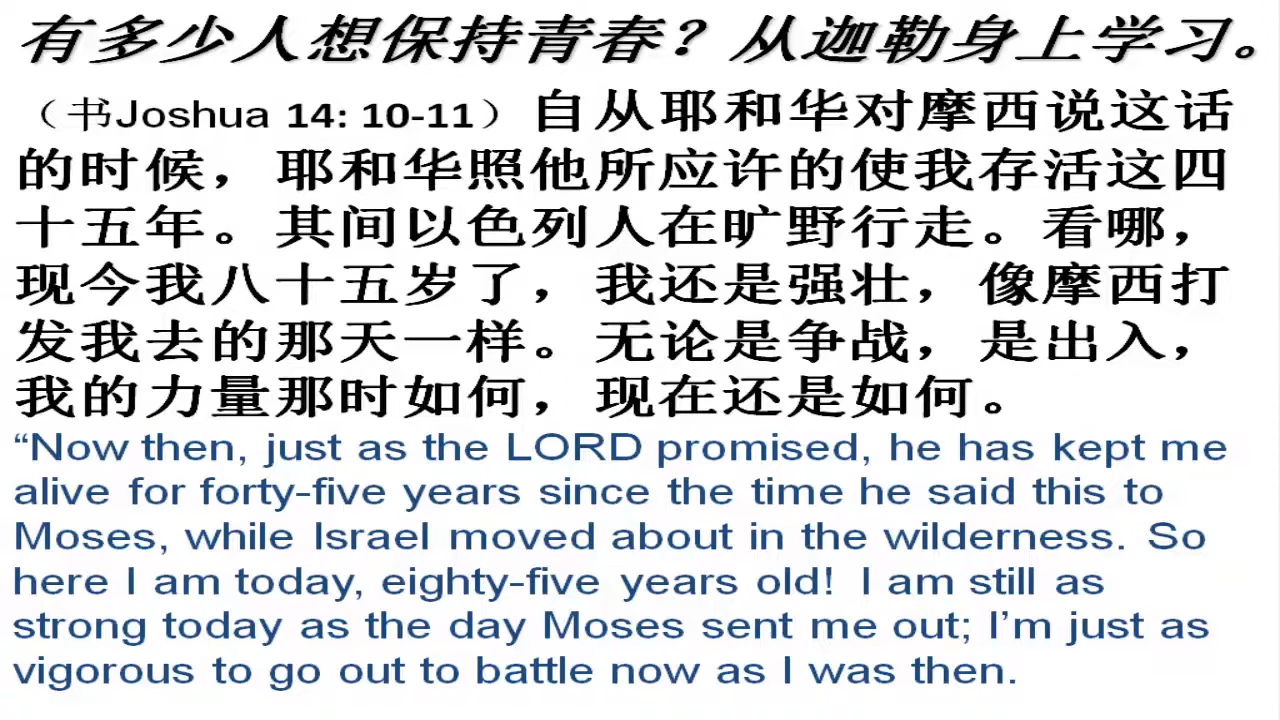 有多少人想保持青春？从迦勒身上学习。
（书Joshua 14: 10-11）自从耶和华对摩西说这话
的时候，耶和华照他所应许的使我存活这四
十五年。其间以色列人在旷野行走。看哪，
现今我八十五岁了，我还是强壮，像摩西打
发我去的那天一样。无论是争战，是出入，
我的力量那时如何，现在还是如何。
“Now then, just as the LORD promised, he has kept me
alive for forty-five years since the time he said this to
Moses, while Israel moved about in the wilderness. So
here I am today, eighty-five years old! I am still as
strong today as the day Moses sent me out; I’m just as
vigorous to go out to battle now as I was then.